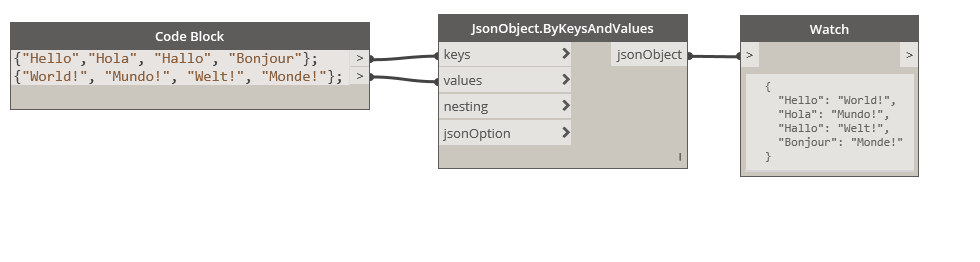 Code Block
{"Hello","Hola", "Hallo", "Bonjour"};
>
{"World!", "Mundo!", "Welt!", "Monde!"};
>
JsonObject.ByKeysAndValues
keys
jsonObject
values
nesting
jsonOption
Watch
>
>
{
"Hello": "World!",
"Hola": "Mundo!",
"Hallo": "Welt!",
"Bonjour": "Monde!"
}